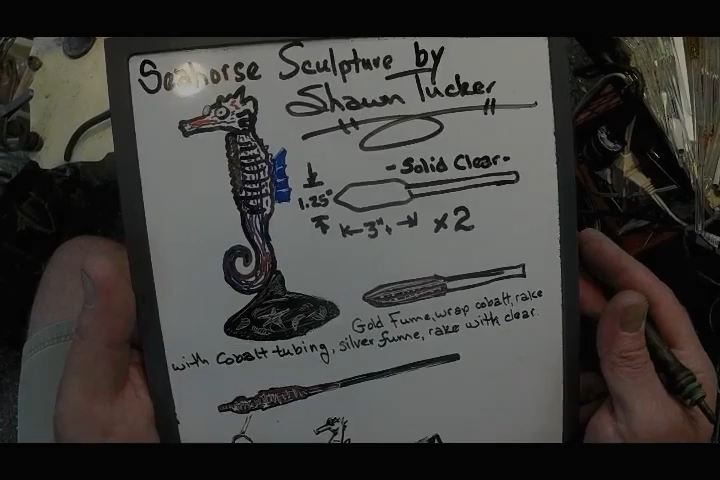 Seahorse Sculpture by
Shawn Tucker
- Solid Clear -
1.25"
3" x2
Gold Fume, wrap cobalt, rake
with Cobalt tubing, silver fume, rake with clear.